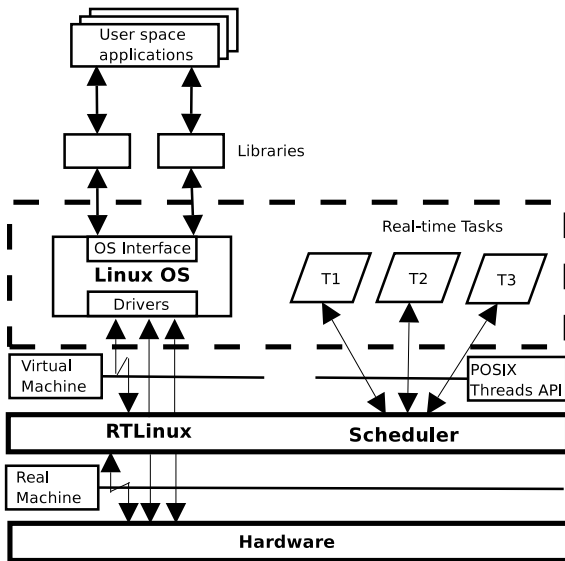 User space
applications
Libraries
Real-time Tasks
OS Interface
Linux OS
Drivers
T1
T2
T3
Virtual
Machine
POSIX
Threads API
RTLinux
Scheduler
Real
Machine
Hardware